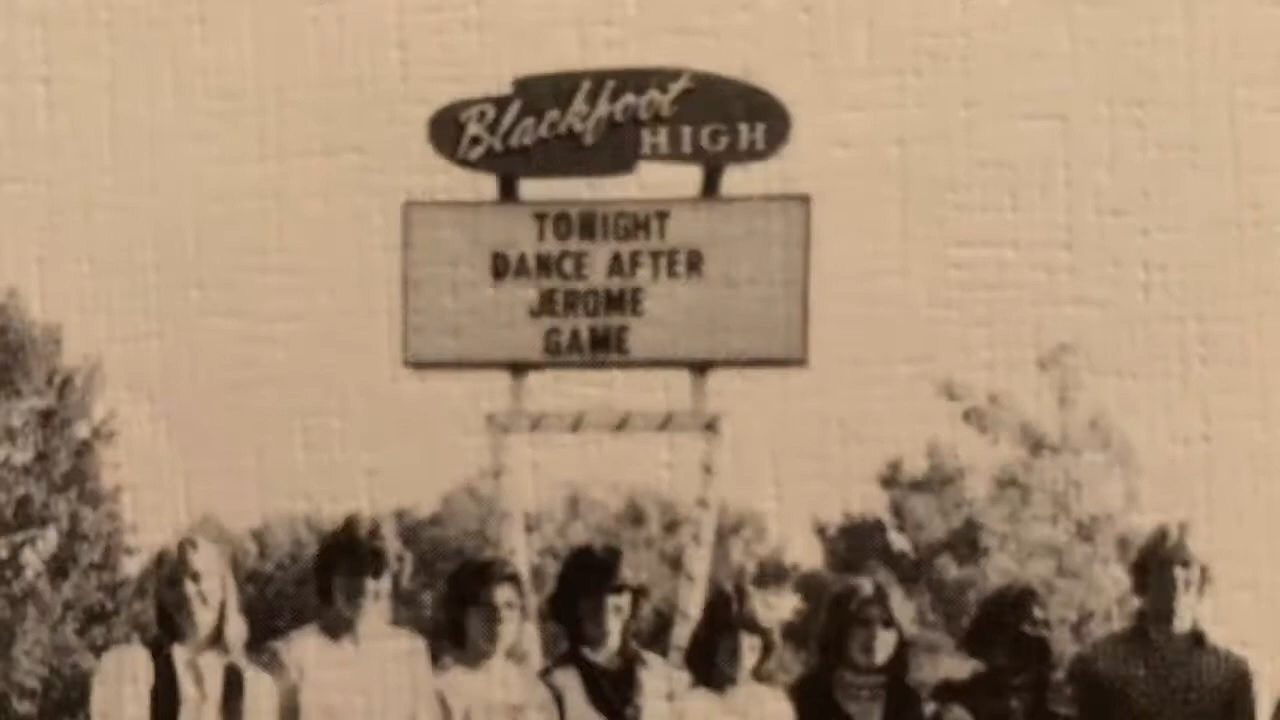 Blackfoot
HIGH
TONIGHT
DANCE AFTER
JEROME
GAME